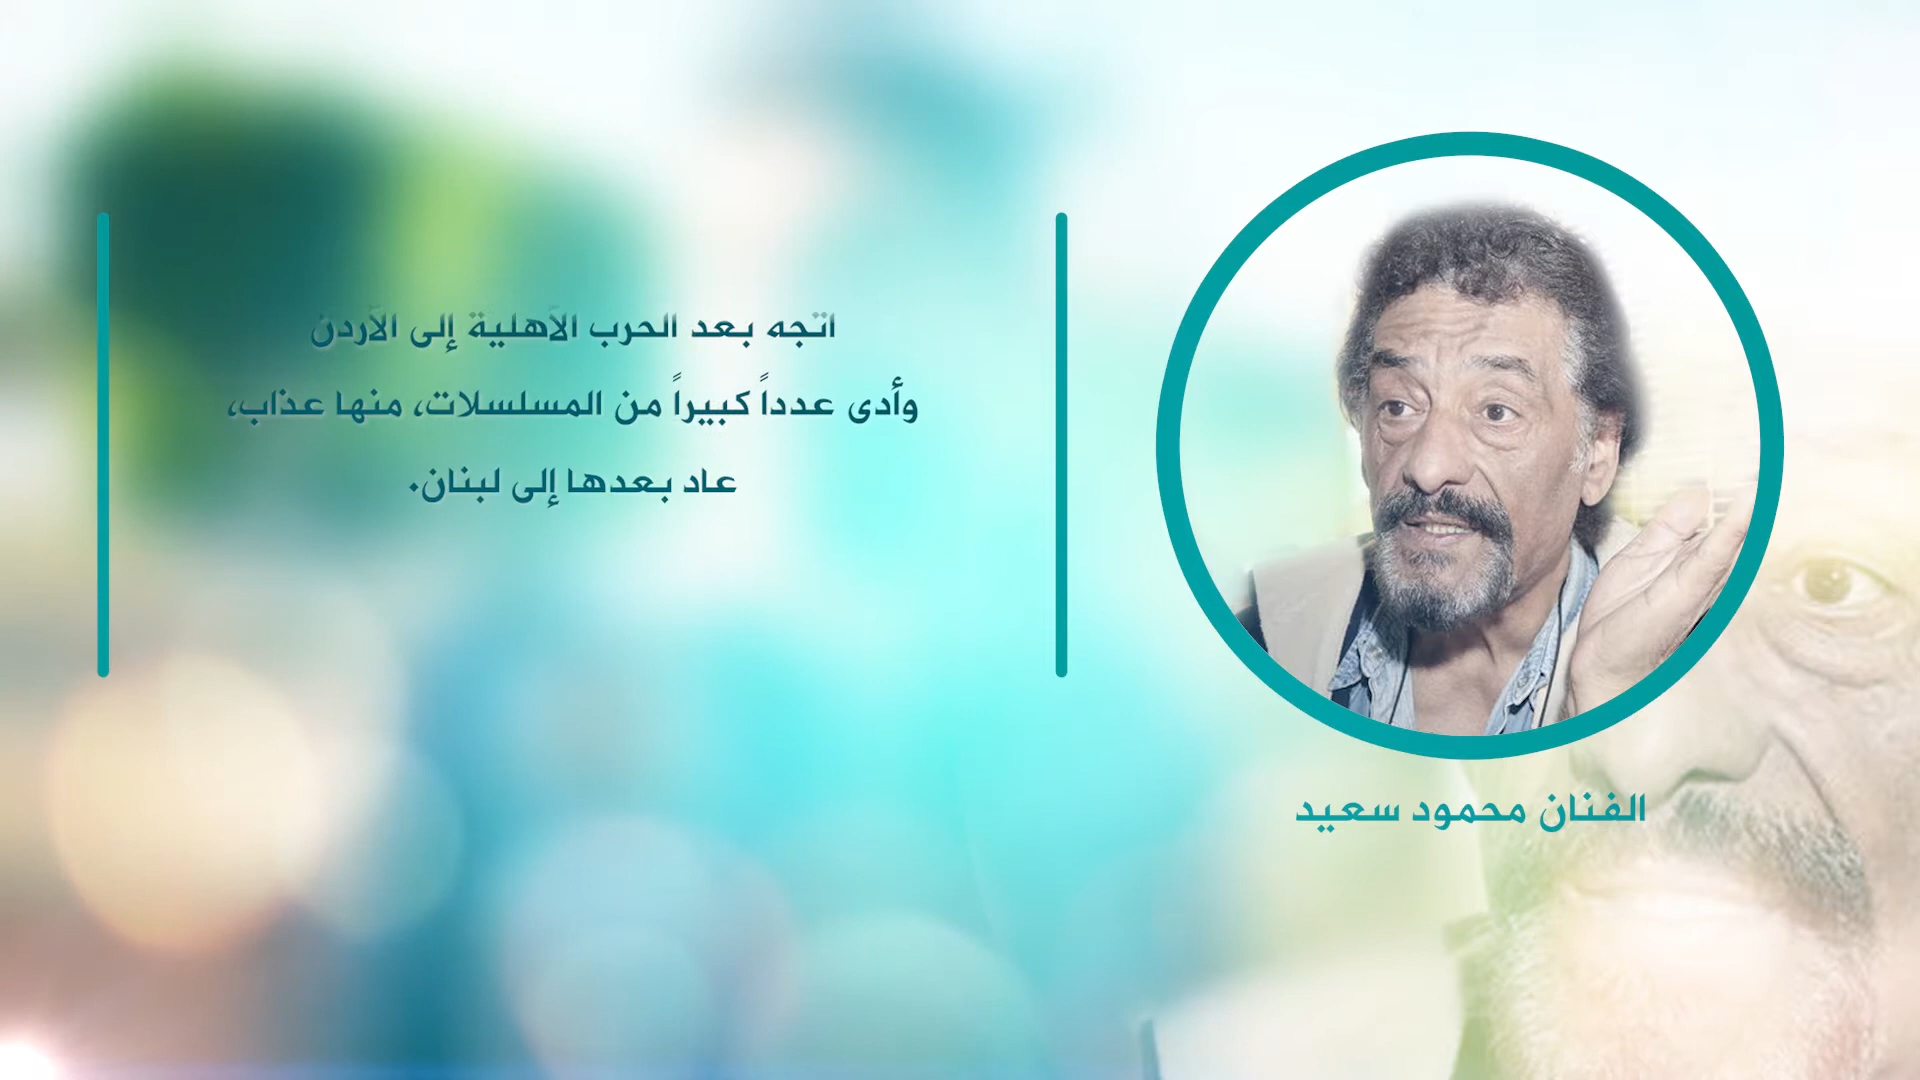 اتجه بعد الحرب الأهلية إلى الأردن
وأدى عدداً كبيراً من المسلسلات، منها عذاب،
عاد بعدها إلى لبنان.
الفنان محمود سعيد